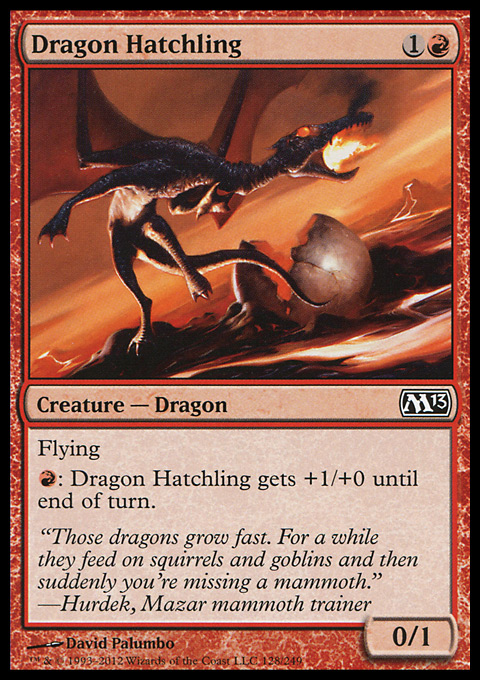 Dragon Hatchling 1
M13
Creature — Dragon
Flying
: Dragon Hatchling gets +1/+0 until
end of turn.
“Those dragons grow fast. For a while
they feed on squirrels and goblins and then
suddenly you’re missing a mammoth.”
—Hurdek, Mazar mammoth trainer
David Palumbo
0/1
™ & © 1993–2012 Wizards of the Coast LLC 128/249